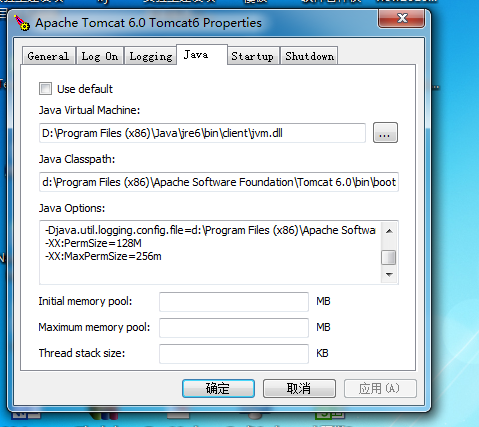 Apache Tomcat 6.0 Tomcat6 Properties
General Log On Logging Java Startup Shutdown
Use default
Java Virtual Machine:
D:\Program Files (x86)\Java\jre6\bin\client\jvm.dll
...
Java Classpath:
d:\Program Files (x86)\Apache Software Foundation\Tomcat 6.0\bin\boot
Java Options:
-Djava.util.logging.config.file=d:\Program Files (x86)\Apache Softwa
-XX:PermSize=128M
-XX:MaxPermSize=256m
Initial memory pool: MB
Maximum memory pool: MB
Thread stack size: KB
确定 取消 应用(A)